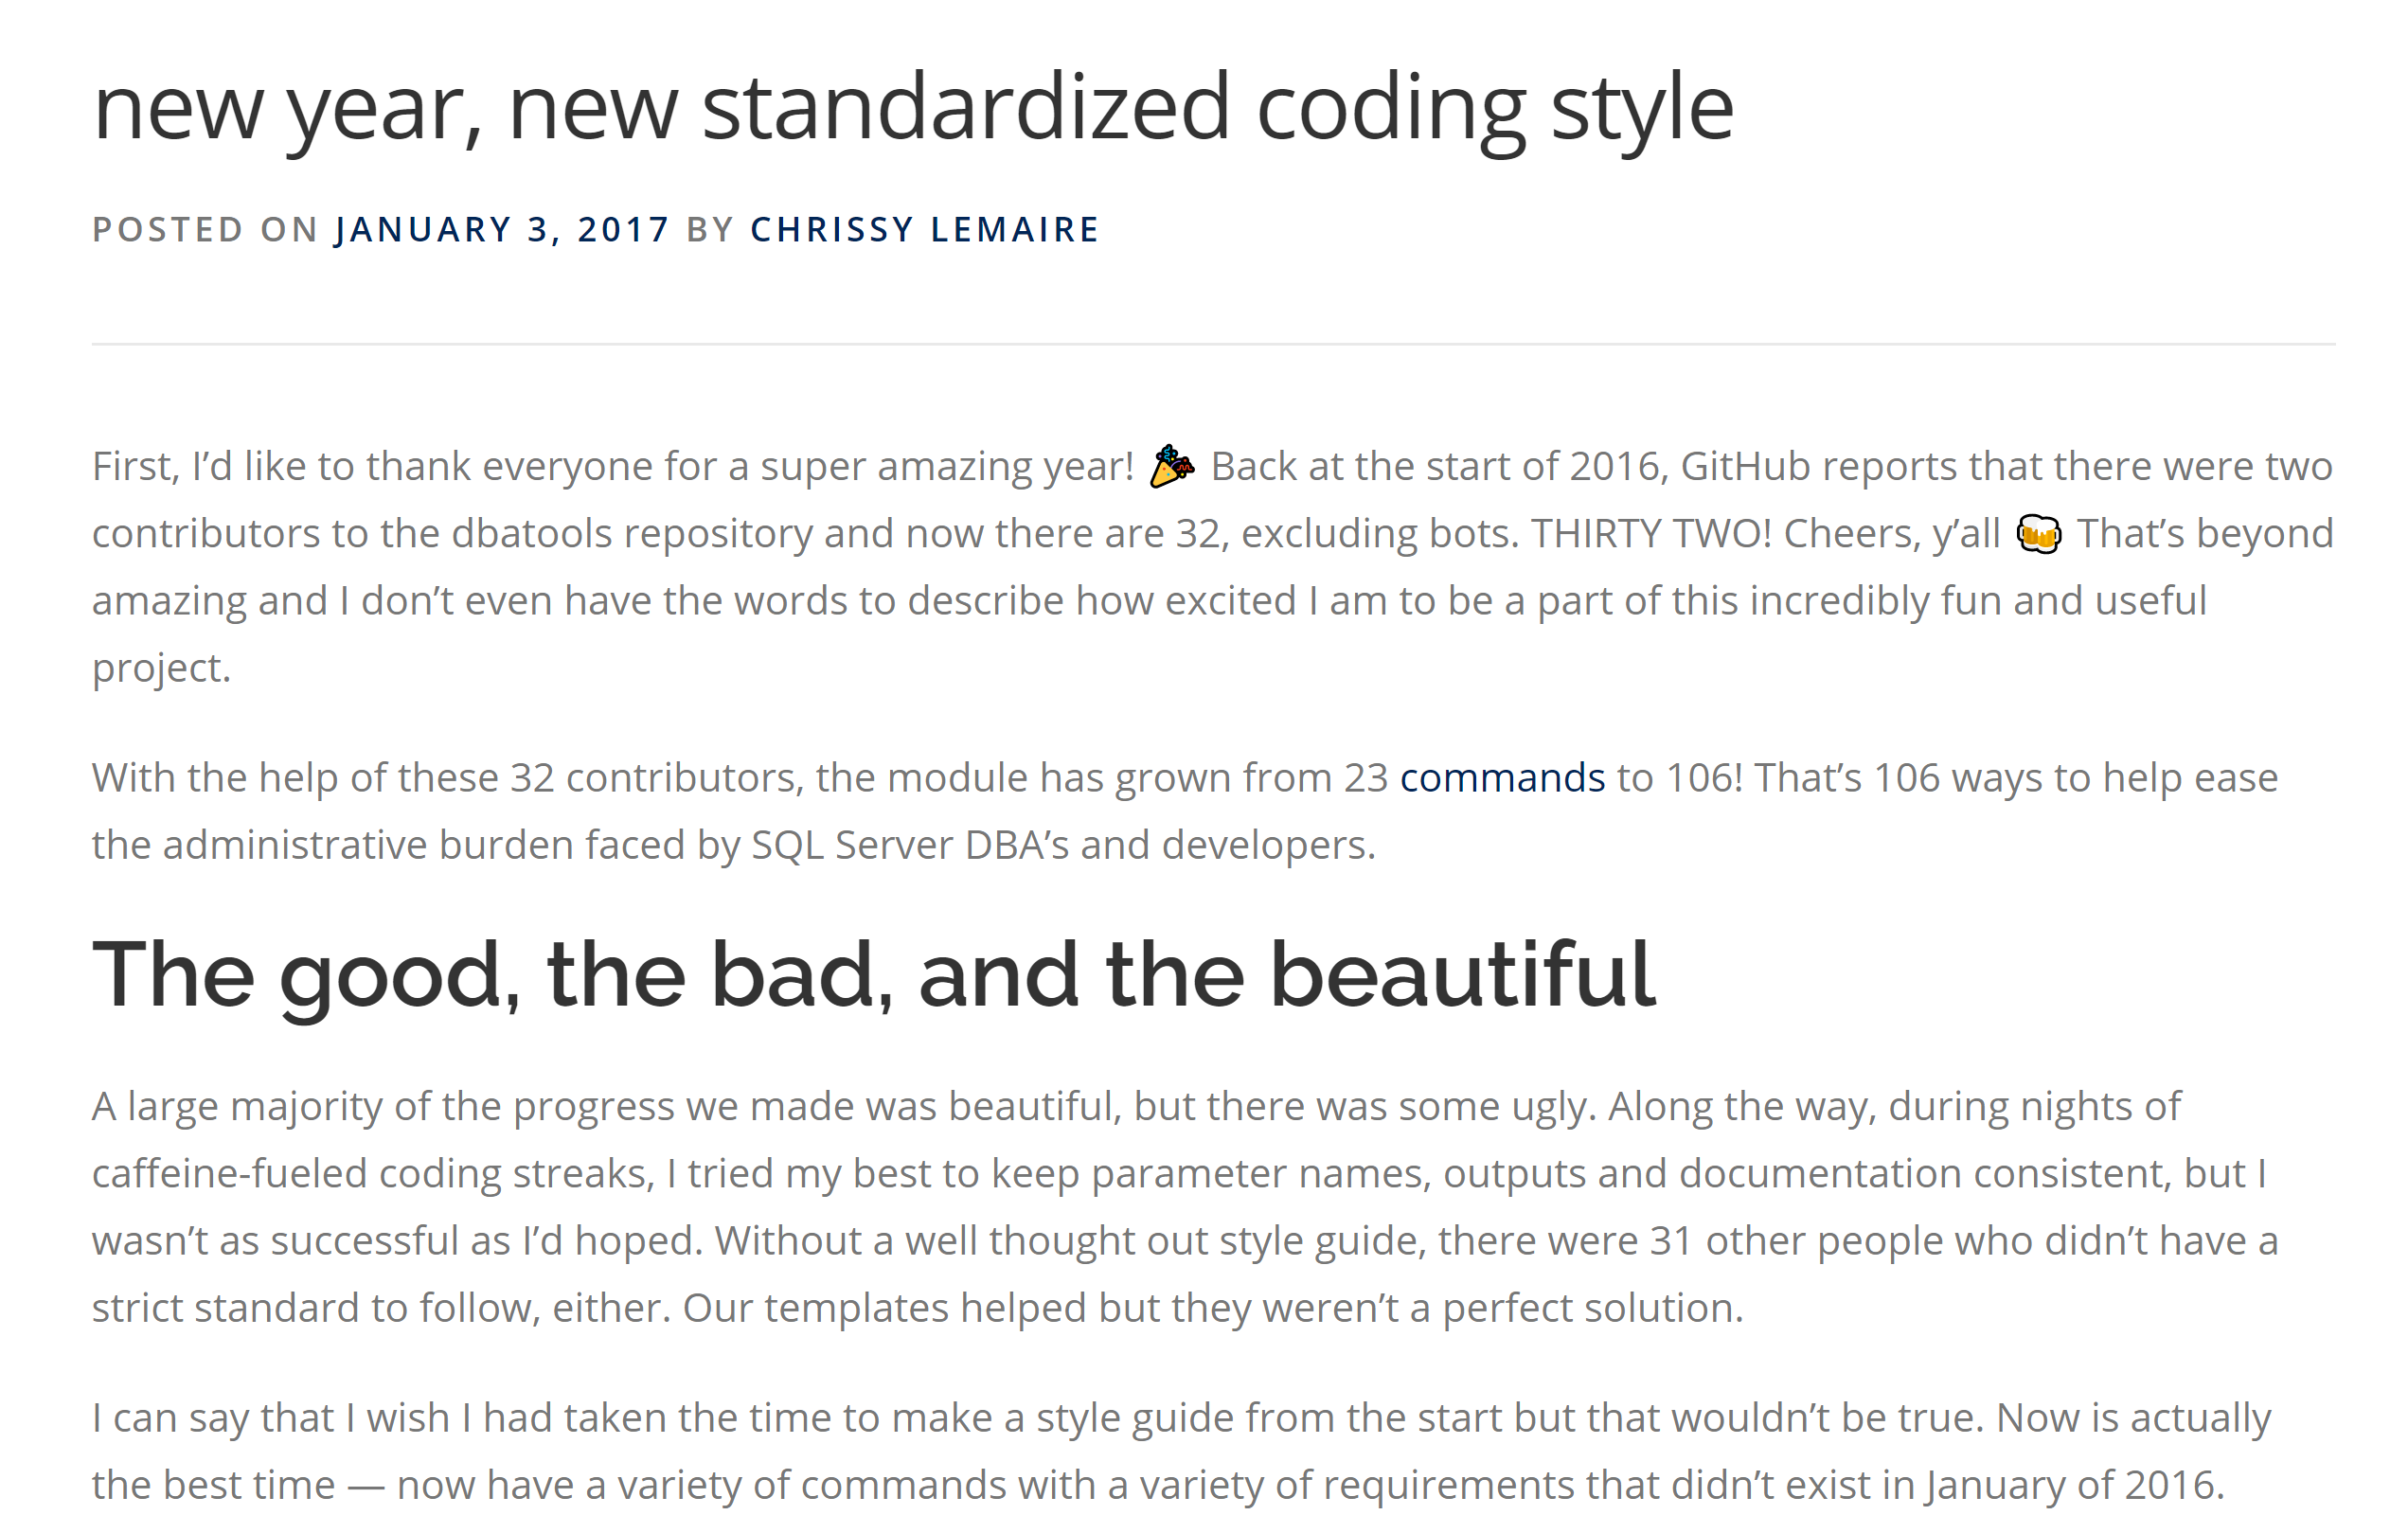 new year, new standardized coding style
POSTED ON JANUARY 3, 2017 BY CHRISSY LEMAIRE
First, I’d like to thank everyone for a super amazing year! 🎉 Back at the start of 2016, GitHub reports that there were two
contributors to the dbatools repository and now there are 32, excluding bots. THIRTY TWO! Cheers, y’all 🍻 That’s beyond
amazing and I don’t even have the words to describe how excited I am to be a part of this incredibly fun and useful
project.
With the help of these 32 contributors, the module has grown from 23 commands to 106! That’s 106 ways to help ease
the administrative burden faced by SQL Server DBA’s and developers.
The good, the bad, and the beautiful
A large majority of the progress we made was beautiful, but there was some ugly. Along the way, during nights of
caffeine-fueled coding streaks, I tried my best to keep parameter names, outputs and documentation consistent, but I
wasn’t as successful as I’d hoped. Without a well thought out style guide, there were 31 other people who didn’t have a
strict standard to follow, either. Our templates helped but they weren’t a perfect solution.
I can say that I wish I had taken the time to make a style guide from the start but that wouldn’t be true. Now is actually
the best time — now have a variety of commands with a variety of requirements that didn’t exist in January of 2016.